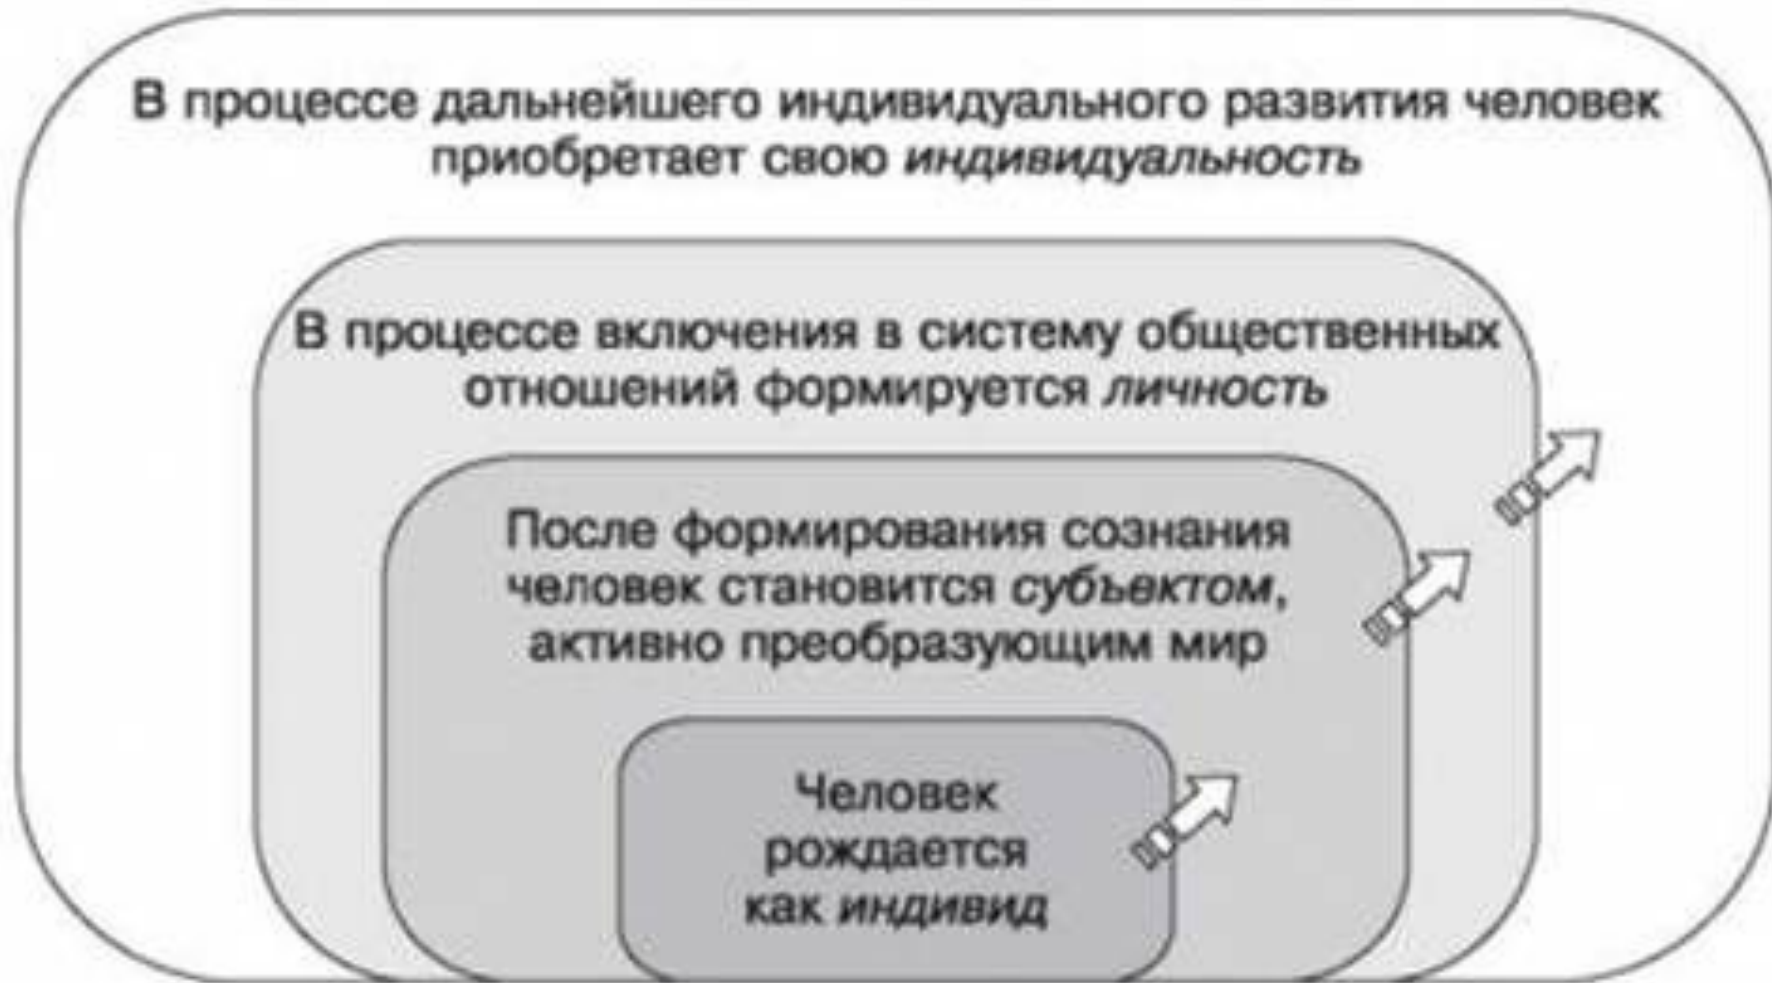 В процессе дальнейшего индивидуального развития человек
приобретает свою индивидуальность
В процессе включения в систему общественных
отношений формируется личность
После формирования сознания
человек становится субъектом,
активно преобразующим мир
Человек
рождается
как индивид